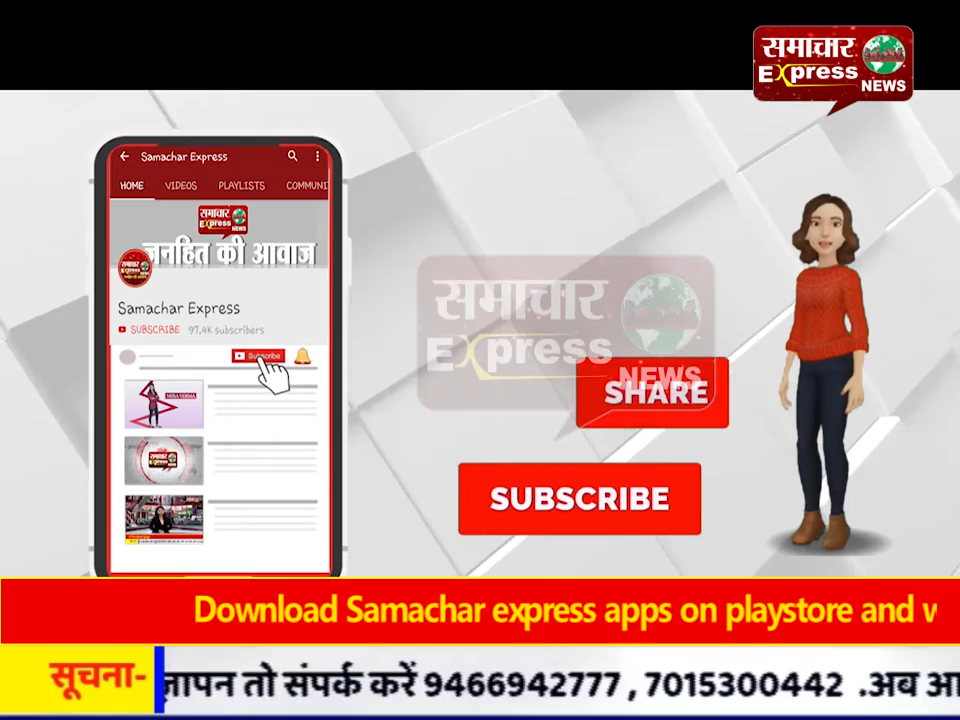 समाचार
Express
NEWS
Samachar Express
HOME VIDEOS PLAYLISTS COMMUNI
समाचार
Express
NEWS
जनहित की आवाज
Samachar Express
SUBSCRIBE 97.4K subscribers
Subscribe
समाचार
Express
NEWS
SHARE
SUBSCRIBE
Download Samachar express apps on playstore and w
सूचना- ज्ञापन तो संपर्क करें 9466942777 , 7015300442 .अब आ